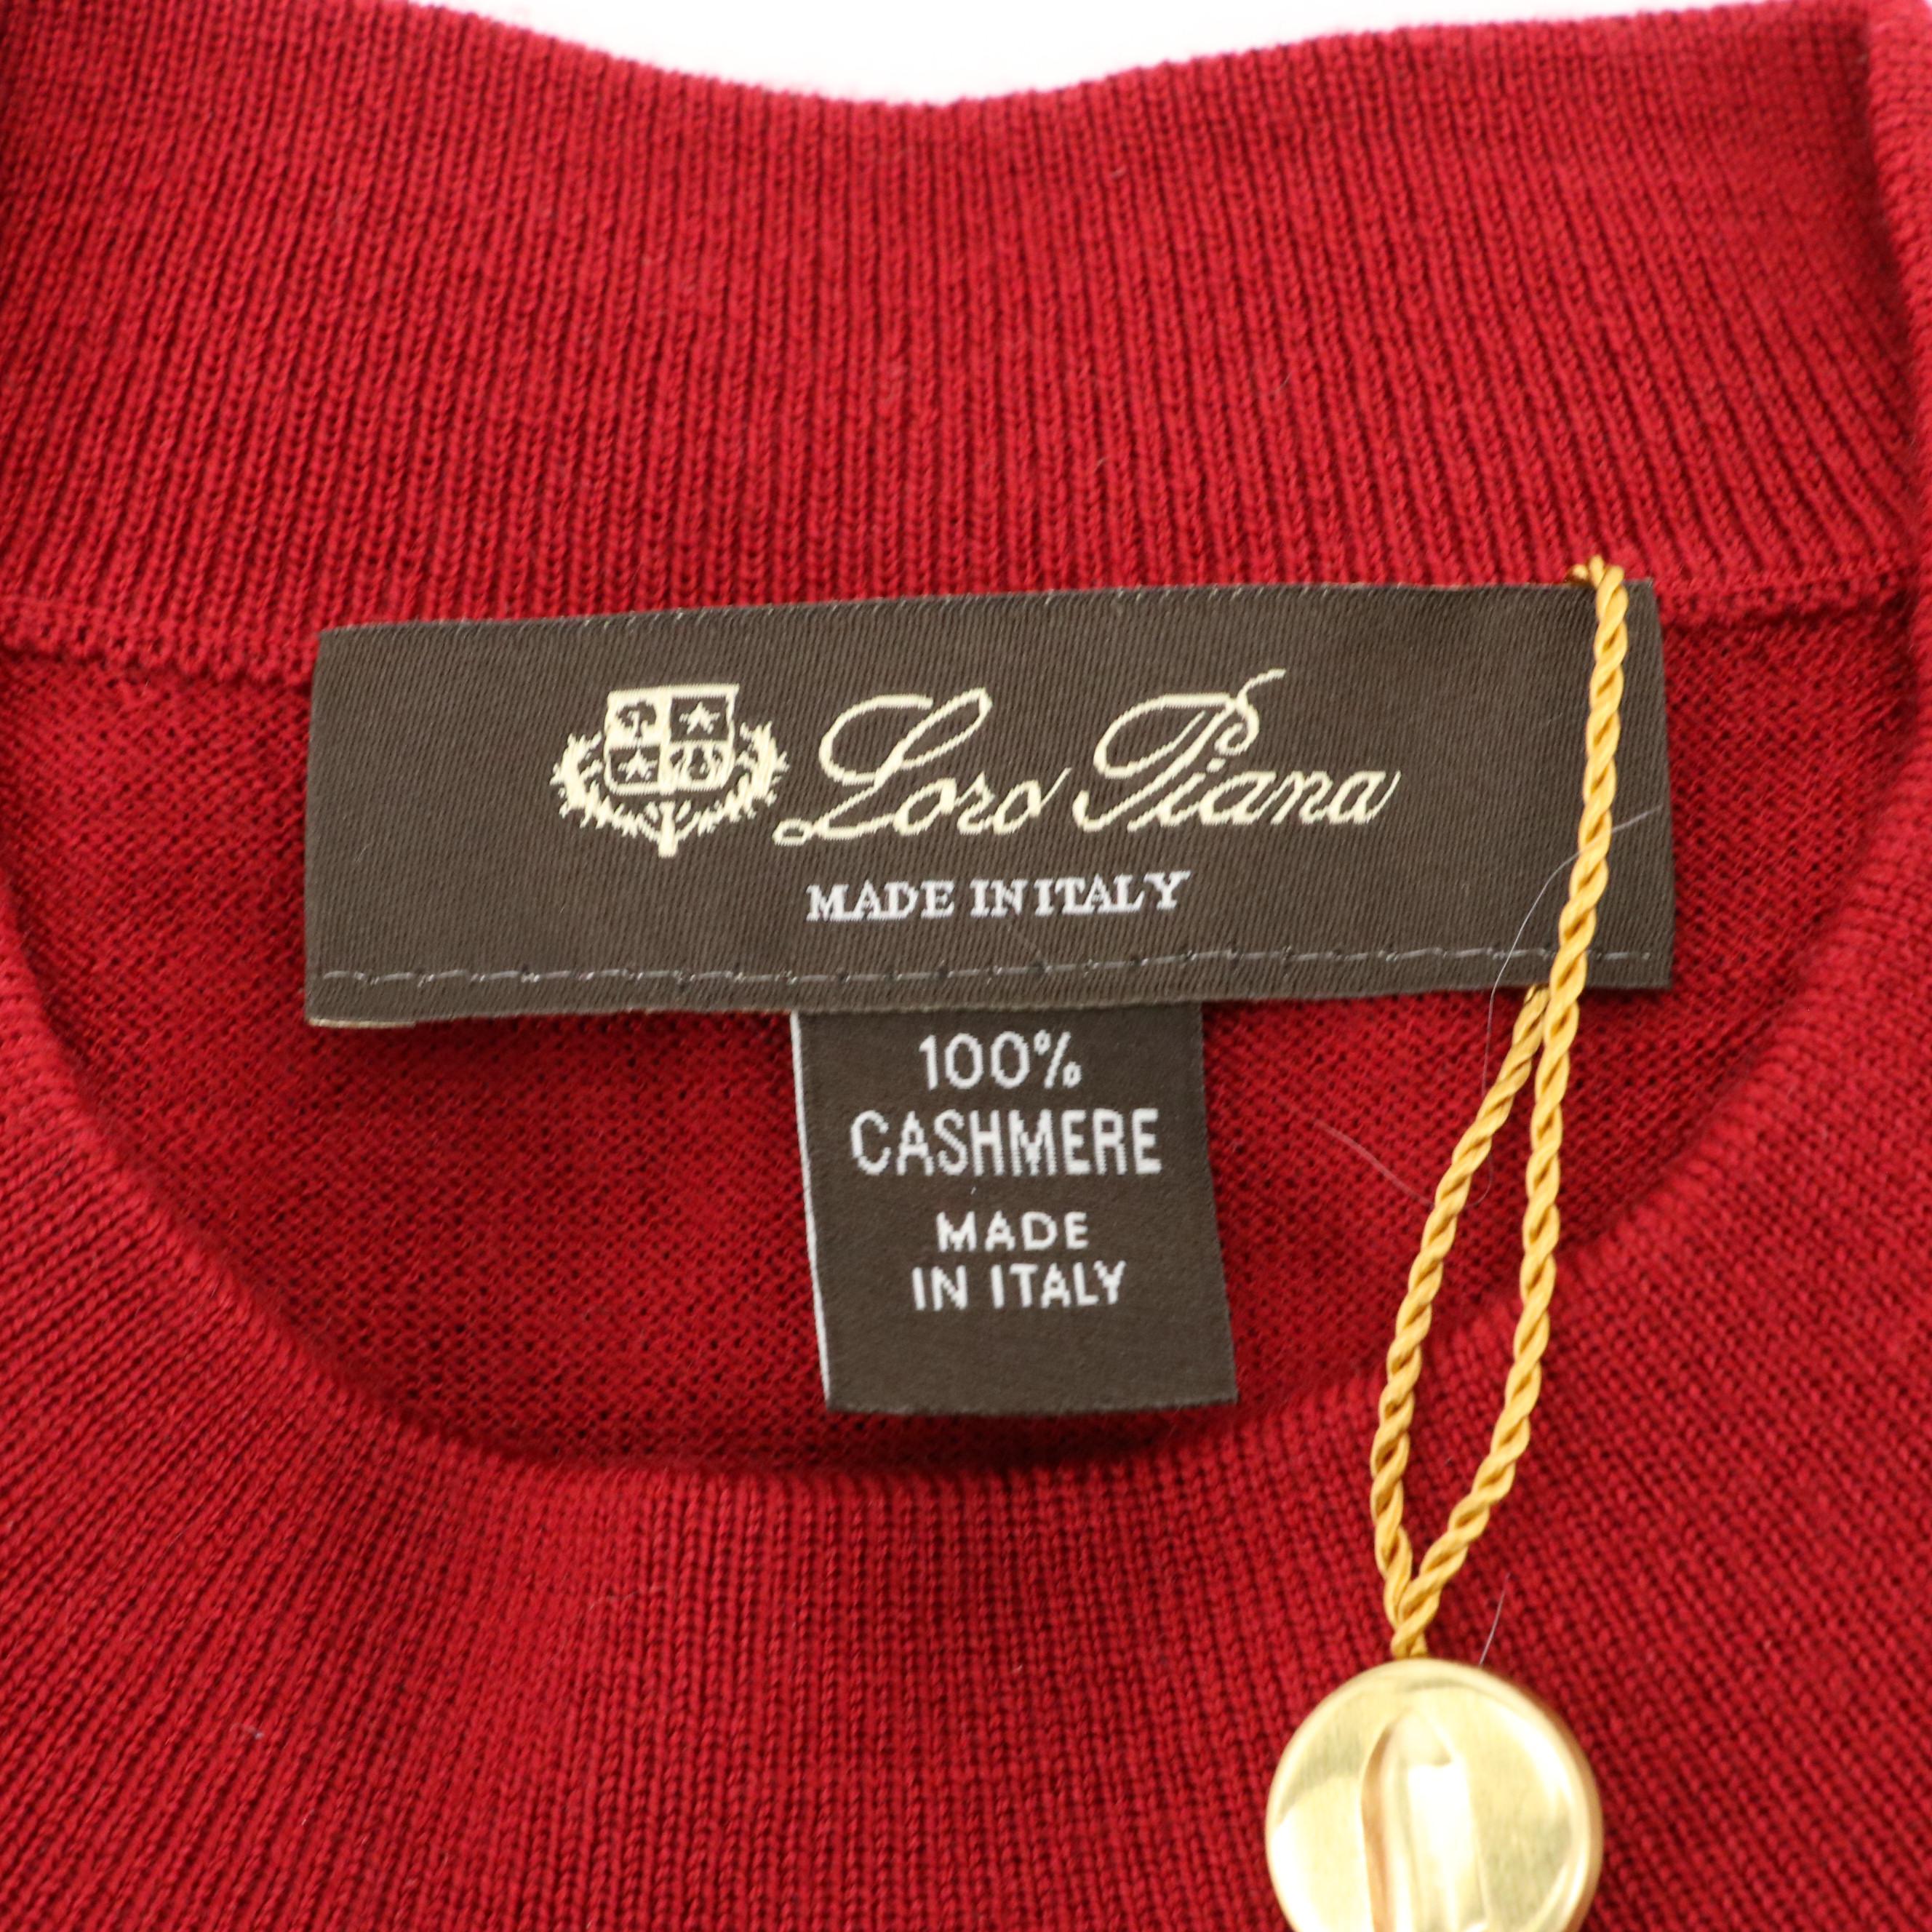 Loro Piana
MADE IN ITALY
100%
CASHMERE
MADE
IN ITALY